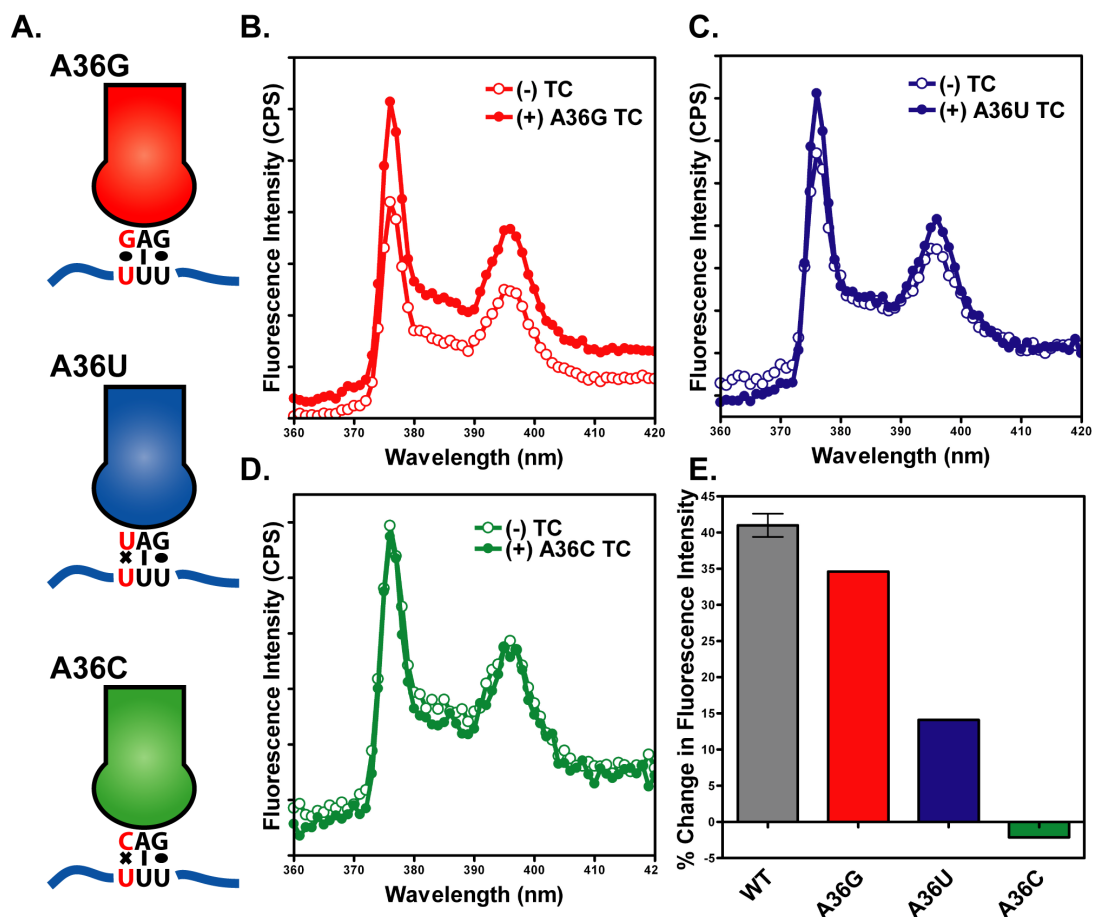 A.
A36G
GAG
UUU
A36U
UAG
UUU
A36C
CAG
UUU
B.
(-) TC
(+) A36G TC
Fluorescence Intensity (CPS)
360 370 380 390 400 410 420
Wavelength (nm)
C.
(-) TC
(+) A36U TC
Fluorescence Intensity (CPS)
360 370 380 390 400 410 420
Wavelength (nm)
D.
(-) TC
(+) A36C TC
Fluorescence Intensity (CPS)
360 370 380 390 400 410 42
Wavelength (nm)
E.
% Change in Fluorescence Intensity
45
40
35
30
25
20
15
10
5
0
-5
WT A36G A36U A36C